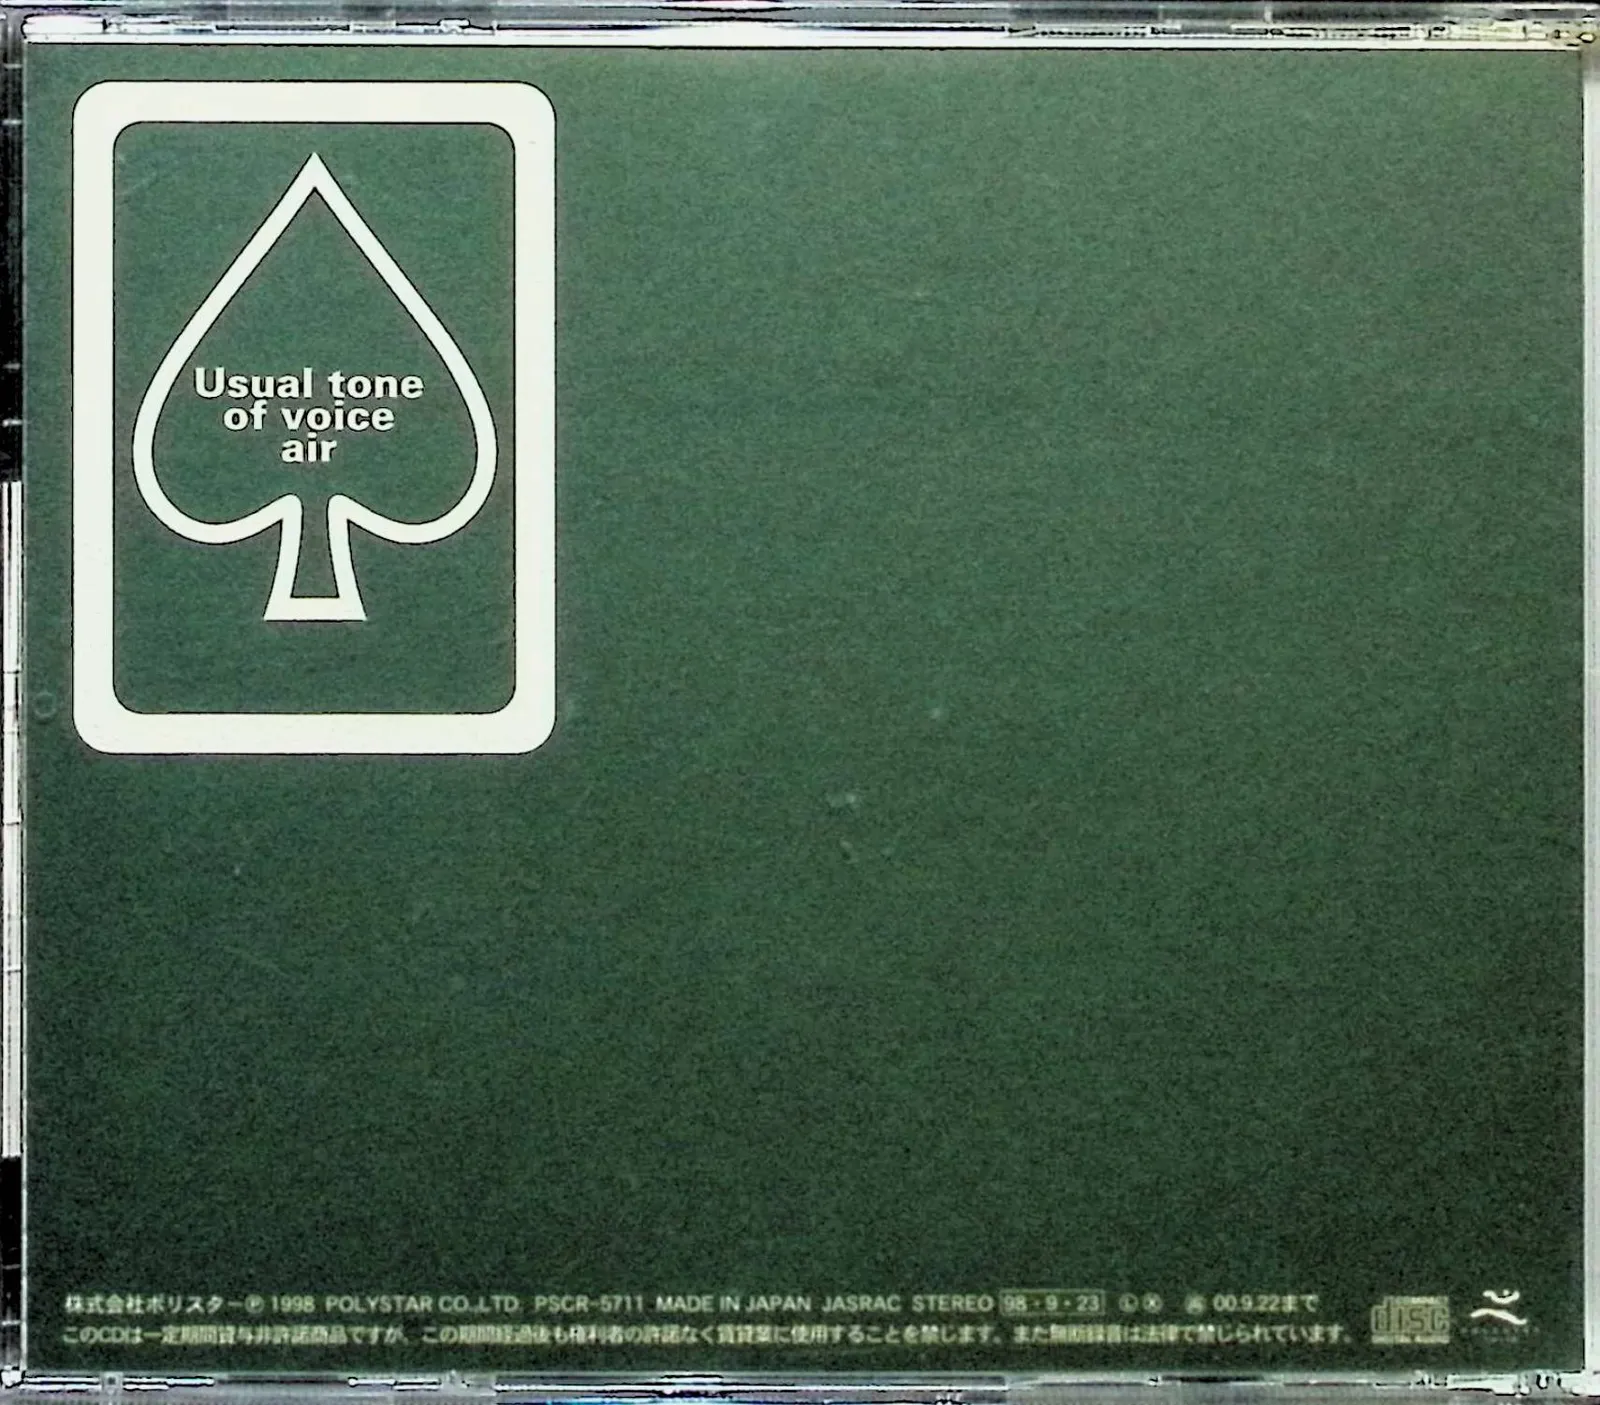 Usual tone
of voice
air
株式会社ポリスターⓅ 1998 POLYSTAR CO.,LTD. PSCR-5711 MADE IN JAPAN JASRAC STEREO 98・9・23 00.9.22まで
このCDは一定期間貸与非許諾商品ですが、この期間経過後も権利者の許諾なく賃貸業に使用することを禁じます。また無断録音は法律で禁じられています。
disc